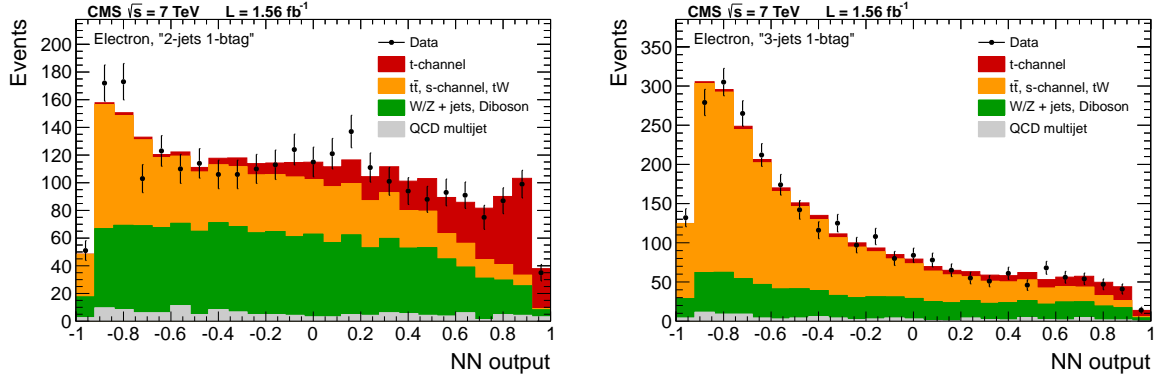 CMS √s = 7 TeV L = 1.56 fb⁻¹
Electron, "2-jets 1-btag"
Events
200
180
160
140
120
100
80
60
40
20
0
Data
t-channel
tt̄, s-channel, tW
W/Z + jets, Diboson
QCD multijet
-1 -0.8 -0.6 -0.4 -0.2 0 0.2 0.4 0.6 0.8 1
NN output
CMS √s = 7 TeV L = 1.56 fb⁻¹
Electron, "3-jets 1-btag"
Events
350
300
250
200
150
100
50
0
Data
t-channel
tt̄, s-channel, tW
W/Z + jets, Diboson
QCD multijet
-1 -0.8 -0.6 -0.4 -0.2 0 0.2 0.4 0.6 0.8 1
NN output